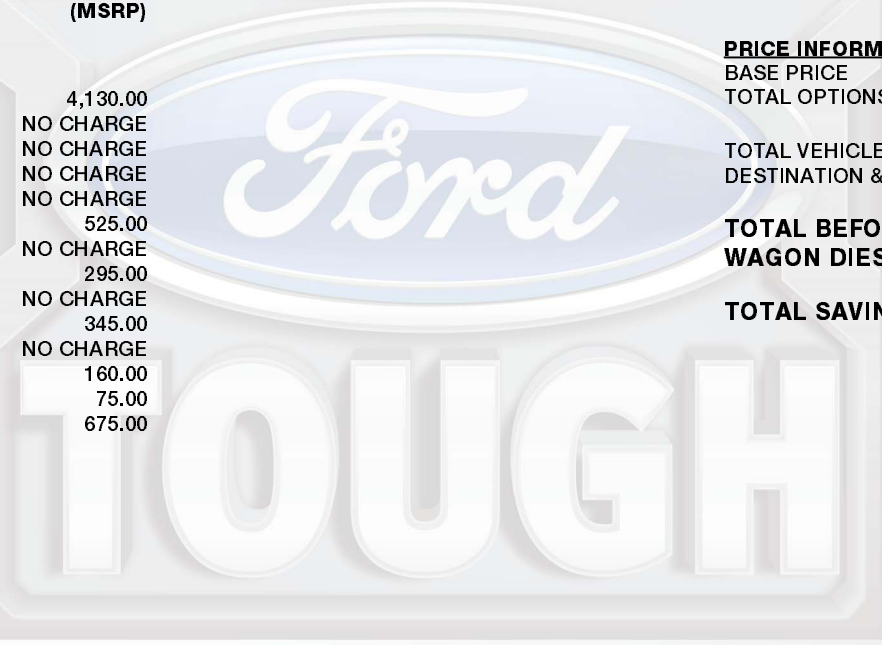 (MSRP)
4,130.00
NO CHARGE
NO CHARGE
NO CHARGE
NO CHARGE
525.00
NO CHARGE
295.00
NO CHARGE
345.00
NO CHARGE
160.00
75.00
675.00
PRICE INFORM
BASE PRICE
TOTAL OPTIONS
TOTAL VEHICLE
DESTINATION &
TOTAL BEFO
WAGON DIES
TOTAL SAVIN
Ford
TOUGH